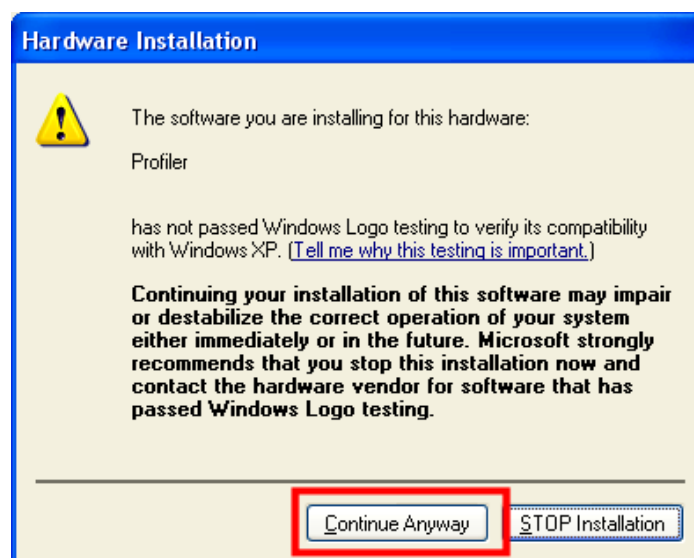 Hardware Installation
The software you are installing for this hardware:
Profiler
has not passed Windows Logo testing to verify its compatibility
with Windows XP. (Tell me why this testing is important.)
Continuing your installation of this software may impair
or destabilize the correct operation of your system
either immediately or in the future. Microsoft strongly
recommends that you stop this installation now and
contact the hardware vendor for software that has
passed Windows Logo testing.
Continue Anyway STOP Installation